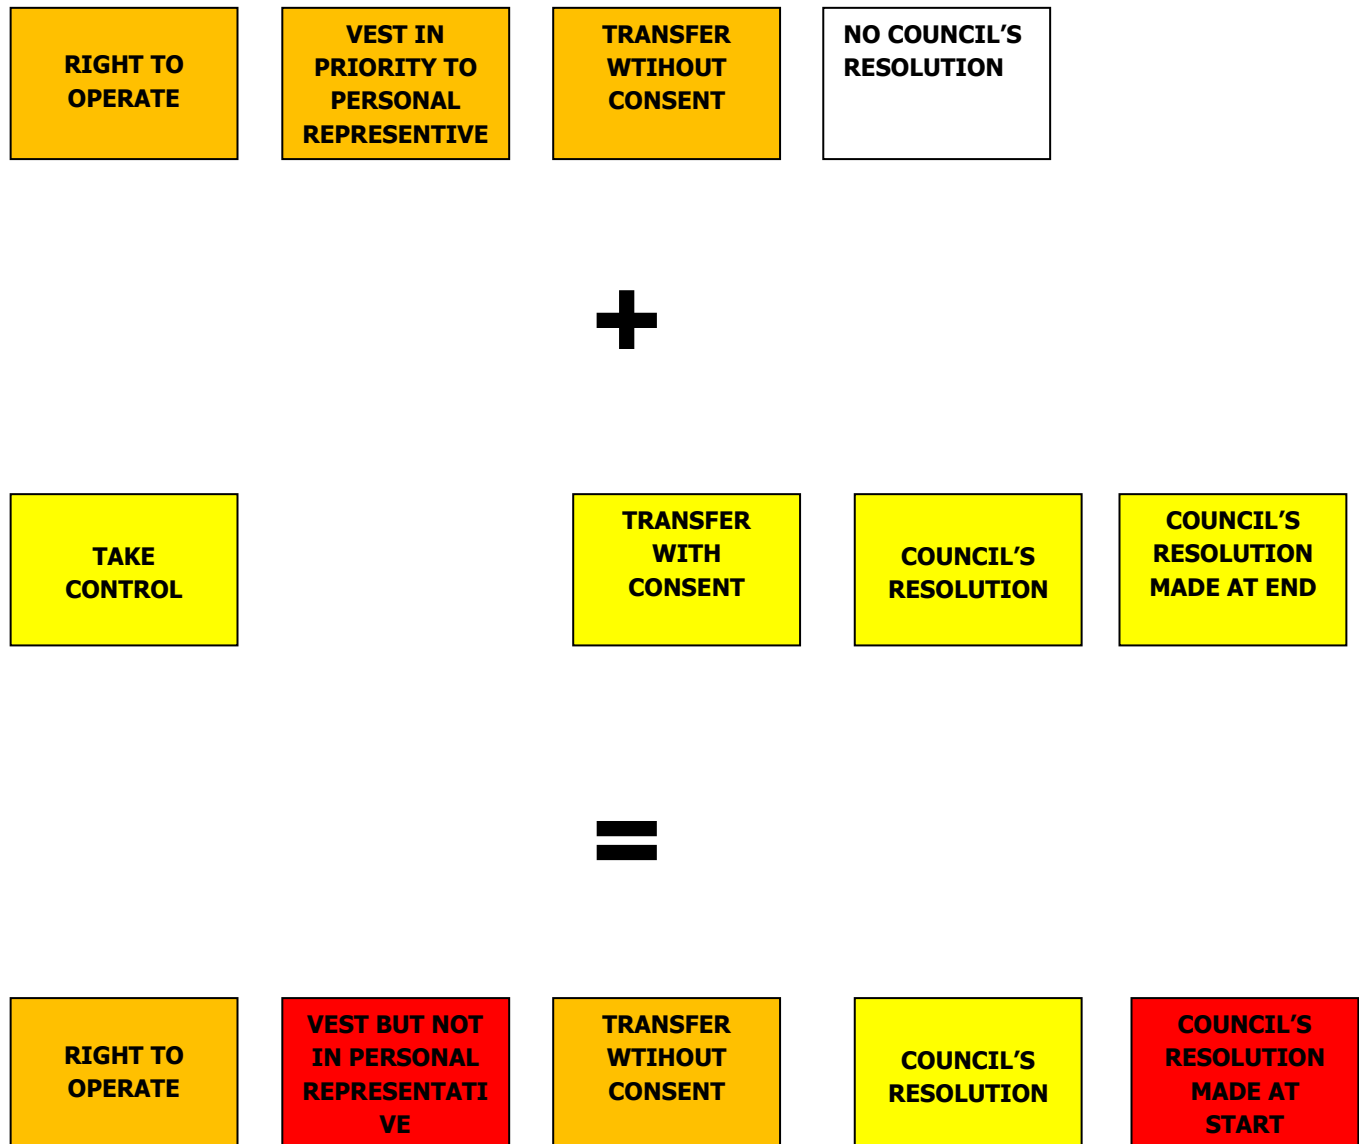 RIGHT TO
OPERATE
VEST IN
PRIORITY TO
PERSONAL
REPRESENTIVE
TRANSFER
WTIHOUT
CONSENT
NO COUNCIL’S
RESOLUTION
+
TAKE
CONTROL
TRANSFER
WITH
CONSENT
COUNCIL’S
RESOLUTION
COUNCIL’S
RESOLUTION
MADE AT END
=
RIGHT TO
OPERATE
VEST BUT NOT
IN PERSONAL
REPRESENTATI
VE
TRANSFER
WTIHOUT
CONSENT
COUNCIL’S
RESOLUTION
COUNCIL’S
RESOLUTION
MADE AT
START